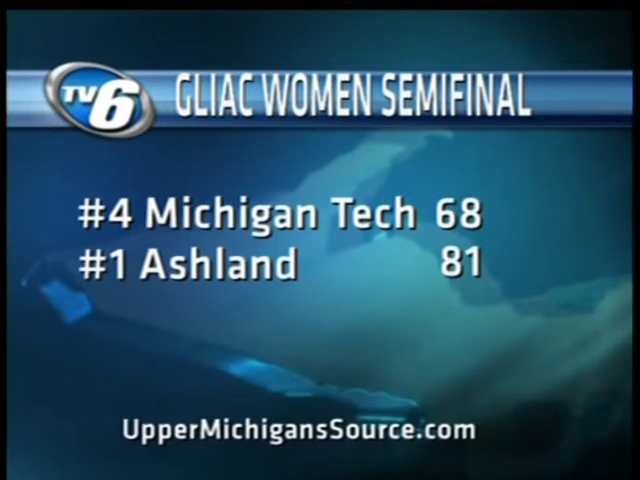 TV6
GLIAC WOMEN SEMIFINAL
#4 Michigan Tech 68
#1 Ashland 81
UpperMichigansSource.com